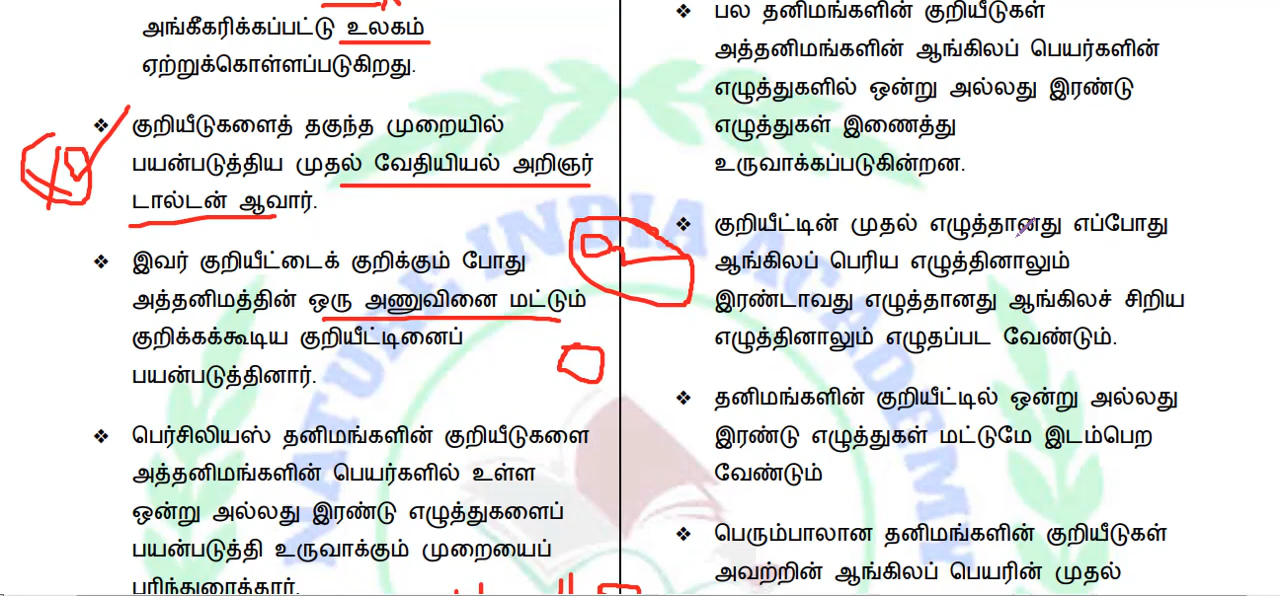 அங்கீகரிக்கப்பட்டு உலகம்
ஏற்றுக்கொள்ளப்படுகிறது.
❖ குறியீடுகளைத் தகுந்த முறையில்
பயன்படுத்திய முதல் வேதியியல் அறிஞர்
டால்டன் ஆவார்.
❖ இவர் குறியீட்டைக் குறிக்கும் போது
அத்தனிமத்தின் ஒரு அணுவினை மட்டும்
குறிக்கக்கூடிய குறியீட்டினைப்
பயன்படுத்தினார்.
❖ பெர்சிலியஸ் தனிமங்களின் குறியீடுகளை
அத்தனிமங்களின் பெயர்களில் உள்ள
ஒன்று அல்லது இரண்டு எழுத்துகளைப்
பயன்படுத்தி உருவாக்கும் முறையைப்
பரிந்துரைத்தார்.
❖ பல தனிமங்களின் குறியீடுகள்
அத்தனிமங்களின் ஆங்கிலப் பெயர்களின்
எழுத்துகளில் ஒன்று அல்லது இரண்டு
எழுத்துகள் இணைத்து
உருவாக்கப்படுகின்றன.
❖ குறியீட்டின் முதல் எழுத்தானது எப்போது
ஆங்கிலப் பெரிய எழுத்தினாலும்
இரண்டாவது எழுத்தானது ஆங்கிலச் சிறிய
எழுத்தினாலும் எழுதப்பட வேண்டும்.
❖ தனிமங்களின் குறியீட்டில் ஒன்று அல்லது
இரண்டு எழுத்துகள் மட்டுமே இடம்பெற
வேண்டும்
❖ பெரும்பாலான தனிமங்களின் குறியீடுகள்
அவற்றின் ஆங்கிலப் பெயரின் முதல்
NATURE INDIA ACADEMY